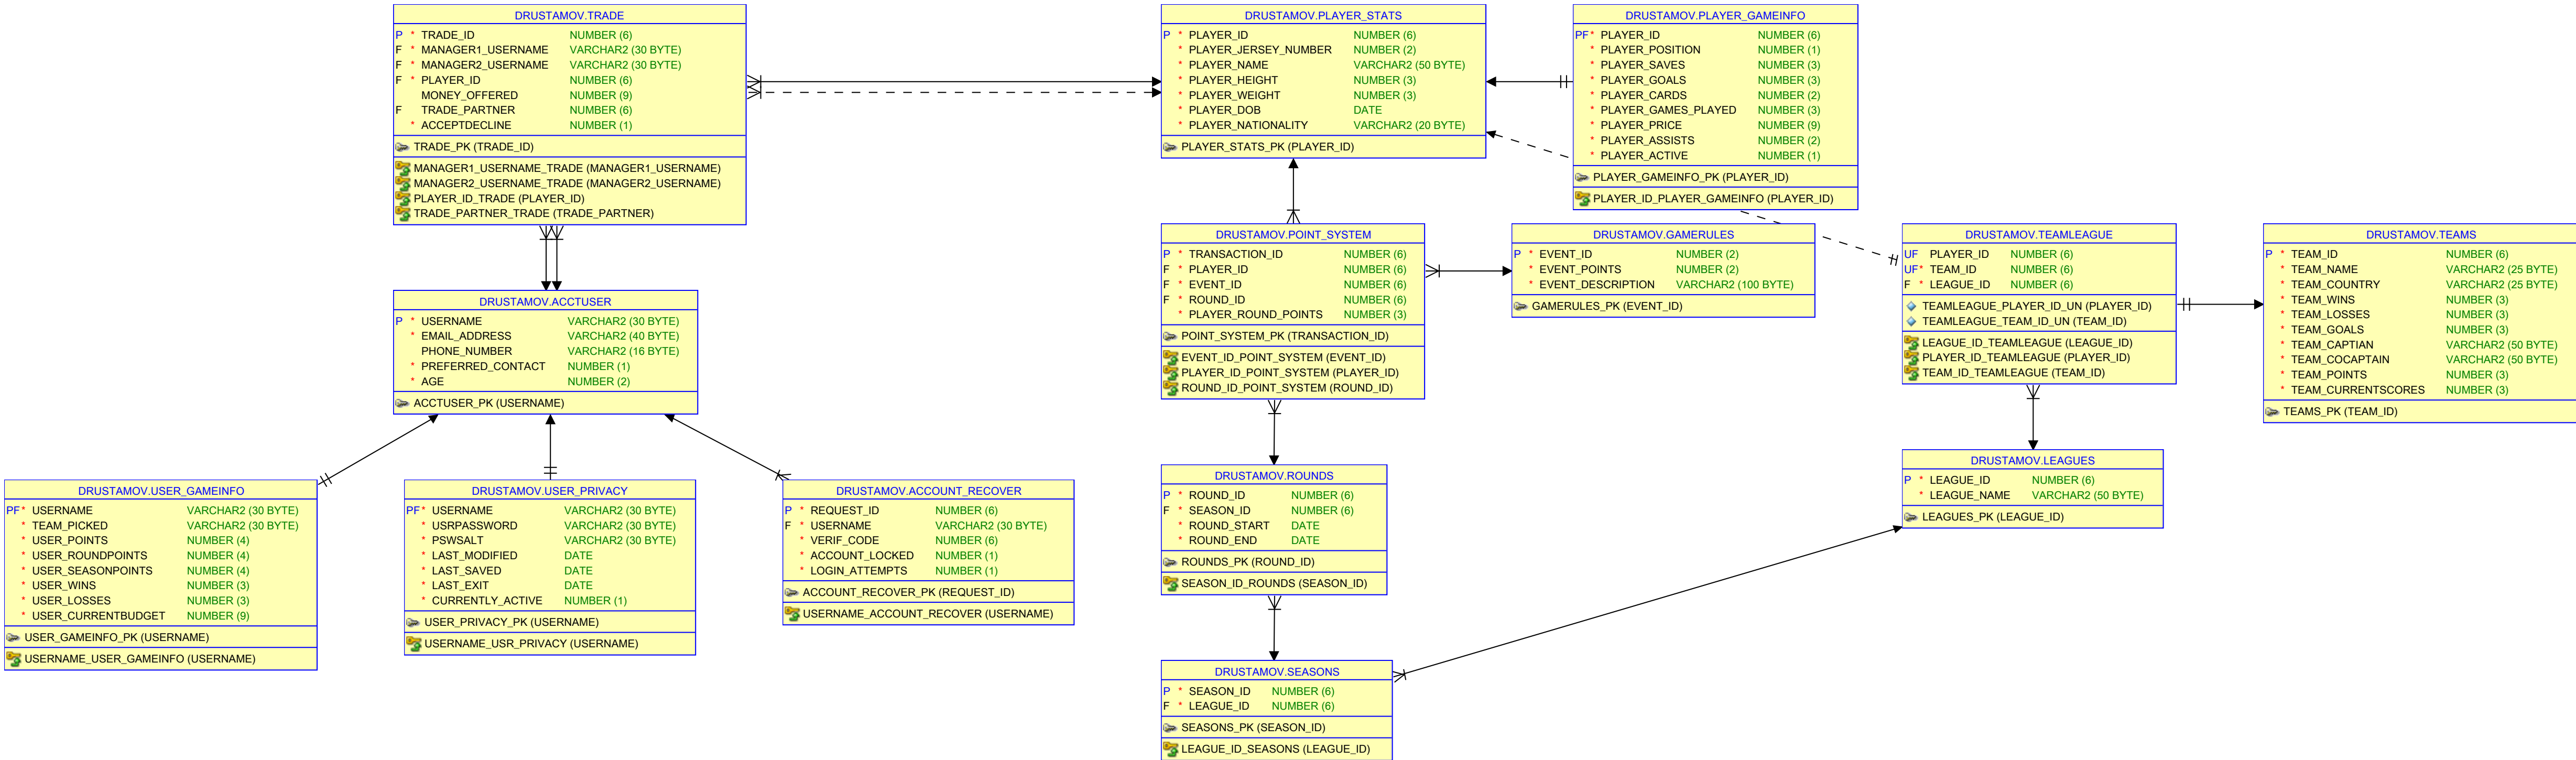 DRUSTAMOV.TRADE
P * TRADE_ID NUMBER (6)
F * MANAGER1_USERNAME VARCHAR2 (30 BYTE)
F * MANAGER2_USERNAME VARCHAR2 (30 BYTE)
F * PLAYER_ID NUMBER (6)
MONEY_OFFERED NUMBER (9)
F TRADE_PARTNER NUMBER (6)
* ACCEPTDECLINE NUMBER (1)
TRADE_PK (TRADE_ID)
MANAGER1_USERNAME_TRADE (MANAGER1_USERNAME)
MANAGER2_USERNAME_TRADE (MANAGER2_USERNAME)
PLAYER_ID_TRADE (PLAYER_ID)
TRADE_PARTNER_TRADE (TRADE_PARTNER)
DRUSTAMOV.PLAYER_STATS
P * PLAYER_ID NUMBER (6)
* PLAYER_JERSEY_NUMBER NUMBER (2)
* PLAYER_NAME VARCHAR2 (50 BYTE)
* PLAYER_HEIGHT NUMBER (3)
* PLAYER_WEIGHT NUMBER (3)
* PLAYER_DOB DATE
* PLAYER_NATIONALITY VARCHAR2 (20 BYTE)
PLAYER_STATS_PK (PLAYER_ID)
DRUSTAMOV.PLAYER_GAMEINFO
PF* PLAYER_ID NUMBER (6)
* PLAYER_POSITION NUMBER (1)
* PLAYER_SAVES NUMBER (3)
* PLAYER_GOALS NUMBER (3)
* PLAYER_CARDS NUMBER (2)
* PLAYER_GAMES_PLAYED NUMBER (3)
* PLAYER_PRICE NUMBER (9)
* PLAYER_ASSISTS NUMBER (2)
* PLAYER_ACTIVE NUMBER (1)
PLAYER_GAMEINFO_PK (PLAYER_ID)
PLAYER_ID_PLAYER_GAMEINFO (PLAYER_ID)
DRUSTAMOV.POINT_SYSTEM
P * TRANSACTION_ID NUMBER (6)
F * PLAYER_ID NUMBER (6)
F * EVENT_ID NUMBER (6)
F * ROUND_ID NUMBER (6)
* PLAYER_ROUND_POINTS NUMBER (3)
POINT_SYSTEM_PK (TRANSACTION_ID)
EVENT_ID_POINT_SYSTEM (EVENT_ID)
PLAYER_ID_POINT_SYSTEM (PLAYER_ID)
ROUND_ID_POINT_SYSTEM (ROUND_ID)
DRUSTAMOV.GAMERULES
P * EVENT_ID NUMBER (2)
* EVENT_POINTS NUMBER (2)
* EVENT_DESCRIPTION VARCHAR2 (100 BYTE)
GAMERULES_PK (EVENT_ID)
DRUSTAMOV.TEAMLEAGUE
UF PLAYER_ID NUMBER (6)
UF* TEAM_ID NUMBER (6)
F * LEAGUE_ID NUMBER (6)
TEAMLEAGUE_PLAYER_ID_UN (PLAYER_ID)
TEAMLEAGUE_TEAM_ID_UN (TEAM_ID)
LEAGUE_ID_TEAMLEAGUE (LEAGUE_ID)
PLAYER_ID_TEAMLEAGUE (PLAYER_ID)
TEAM_ID_TEAMLEAGUE (TEAM_ID)
DRUSTAMOV.TEAMS
P * TEAM_ID NUMBER (6)
* TEAM_NAME VARCHAR2 (25 BYTE)
* TEAM_COUNTRY VARCHAR2 (25 BYTE)
* TEAM_WINS NUMBER (3)
* TEAM_LOSSES NUMBER (3)
* TEAM_GOALS NUMBER (3)
* TEAM_CAPTIAN VARCHAR2 (50 BYTE)
* TEAM_COCAPTAIN VARCHAR2 (50 BYTE)
* TEAM_POINTS NUMBER (3)
* TEAM_CURRENTSCORES NUMBER (3)
TEAMS_PK (TEAM_ID)
DRUSTAMOV.ACCTUSER
P * USERNAME VARCHAR2 (30 BYTE)
* EMAIL_ADDRESS VARCHAR2 (40 BYTE)
PHONE_NUMBER VARCHAR2 (16 BYTE)
* PREFERRED_CONTACT NUMBER (1)
* AGE NUMBER (2)
ACCTUSER_PK (USERNAME)
DRUSTAMOV.USER_GAMEINFO
PF* USERNAME VARCHAR2 (30 BYTE)
* TEAM_PICKED VARCHAR2 (30 BYTE)
* USER_POINTS NUMBER (4)
* USER_ROUNDPOINTS NUMBER (4)
* USER_SEASONPOINTS NUMBER (4)
* USER_WINS NUMBER (3)
* USER_LOSSES NUMBER (3)
* USER_CURRENTBUDGET NUMBER (9)
USER_GAMEINFO_PK (USERNAME)
USERNAME_USER_GAMEINFO (USERNAME)
DRUSTAMOV.USER_PRIVACY
PF* USERNAME VARCHAR2 (30 BYTE)
* USRPASSWORD VARCHAR2 (30 BYTE)
* PSWSALT VARCHAR2 (30 BYTE)
* LAST_MODIFIED DATE
* LAST_SAVED DATE
* LAST_EXIT DATE
* CURRENTLY_ACTIVE NUMBER (1)
USER_PRIVACY_PK (USERNAME)
USERNAME_USR_PRIVACY (USERNAME)
DRUSTAMOV.ACCOUNT_RECOVER
P * REQUEST_ID NUMBER (6)
F * USERNAME VARCHAR2 (30 BYTE)
* VERIF_CODE NUMBER (6)
* ACCOUNT_LOCKED NUMBER (1)
* LOGIN_ATTEMPTS NUMBER (1)
ACCOUNT_RECOVER_PK (REQUEST_ID)
USERNAME_ACCOUNT_RECOVER (USERNAME)
DRUSTAMOV.ROUNDS
P * ROUND_ID NUMBER (6)
F * SEASON_ID NUMBER (6)
* ROUND_START DATE
* ROUND_END DATE
ROUNDS_PK (ROUND_ID)
SEASON_ID_ROUNDS (SEASON_ID)
DRUSTAMOV.LEAGUES
P * LEAGUE_ID NUMBER (6)
* LEAGUE_NAME VARCHAR2 (50 BYTE)
LEAGUES_PK (LEAGUE_ID)
DRUSTAMOV.SEASONS
P * SEASON_ID NUMBER (6)
F * LEAGUE_ID NUMBER (6)
SEASONS_PK (SEASON_ID)
LEAGUE_ID_SEASONS (LEAGUE_ID)